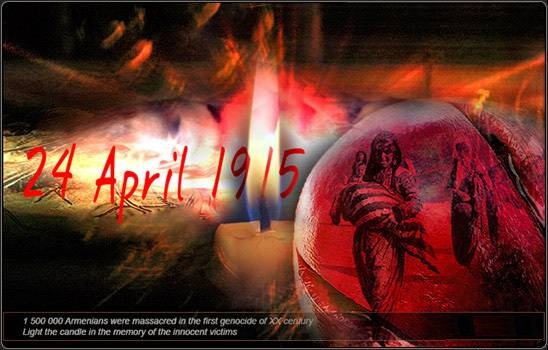 24 April 1915
1 500 000 Armenians were massacred in the first genocide of XX century
Light the candle in the memory of the innocent victims